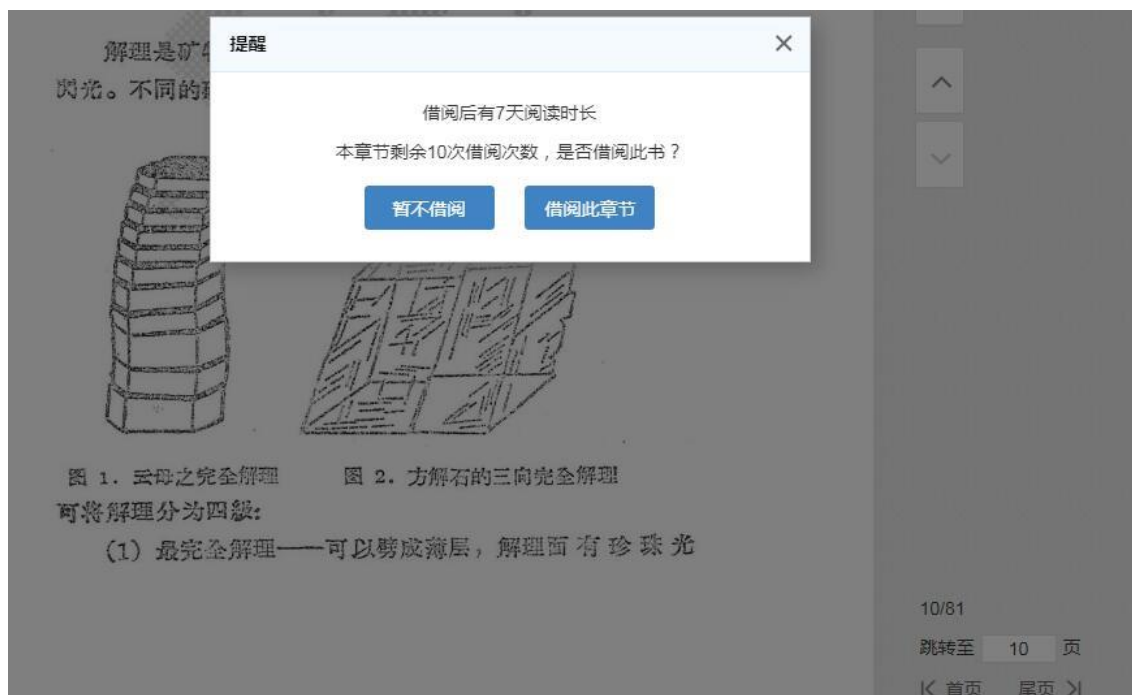 提醒
借阅后有7天阅读时长
本章节剩余10次借阅次数，是否借阅此书？
暂不借阅
借阅此章节
解理是矿
閃光。不同的
图 1. 云母之完全解理
图 2. 方解石的三向完全解理
可将解理分为四級:
(1) 最完全解理——可以劈成薄层，解理面有珍珠光
10/81
跳转至 10 页
首页 尾页